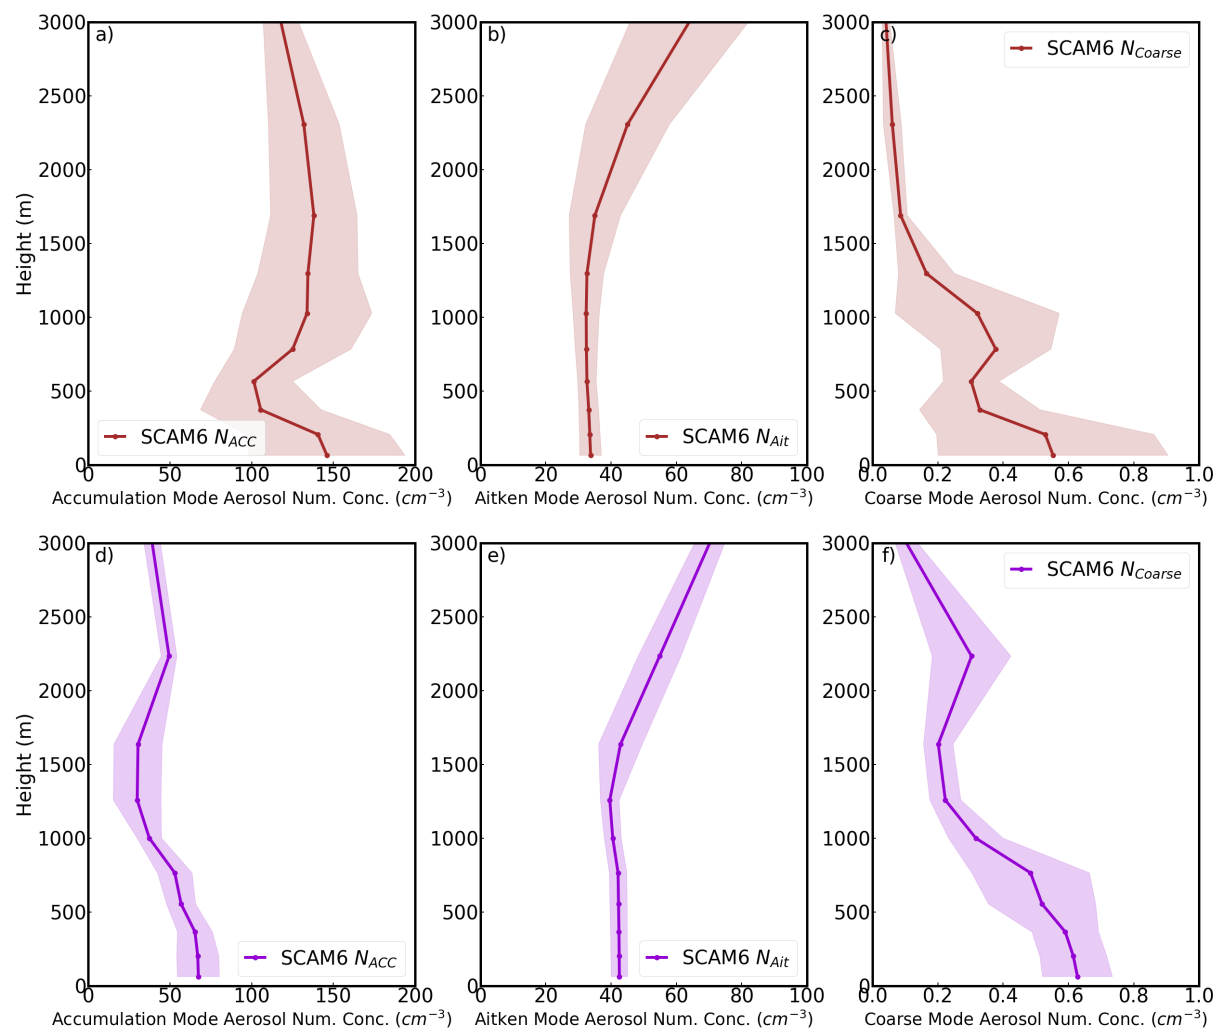 a)
3000
2500
2000
1500
1000
500
0
Height (m)
SCAM6 N_ACC
0 50 100 150 200
Accumulation Mode Aerosol Num. Conc. (cm⁻³)
b)
3000
2500
2000
1500
1000
500
0
SCAM6 N_Ait
0 20 40 60 80 100
Aitken Mode Aerosol Num. Conc. (cm⁻³)
c)
3000
2500
2000
1500
1000
500
0
SCAM6 N_Coarse
0.0 0.2 0.4 0.6 0.8 1.0
Coarse Mode Aerosol Num. Conc. (cm⁻³)
d)
3000
2500
2000
1500
1000
500
0
Height (m)
SCAM6 N_ACC
0 50 100 150 200
Accumulation Mode Aerosol Num. Conc. (cm⁻³)
e)
3000
2500
2000
1500
1000
500
0
SCAM6 N_Ait
0 20 40 60 80 100
Aitken Mode Aerosol Num. Conc. (cm⁻³)
f)
3000
2500
2000
1500
1000
500
0
SCAM6 N_Coarse
0.0 0.2 0.4 0.6 0.8 1.0
Coarse Mode Aerosol Num. Conc. (cm⁻³)